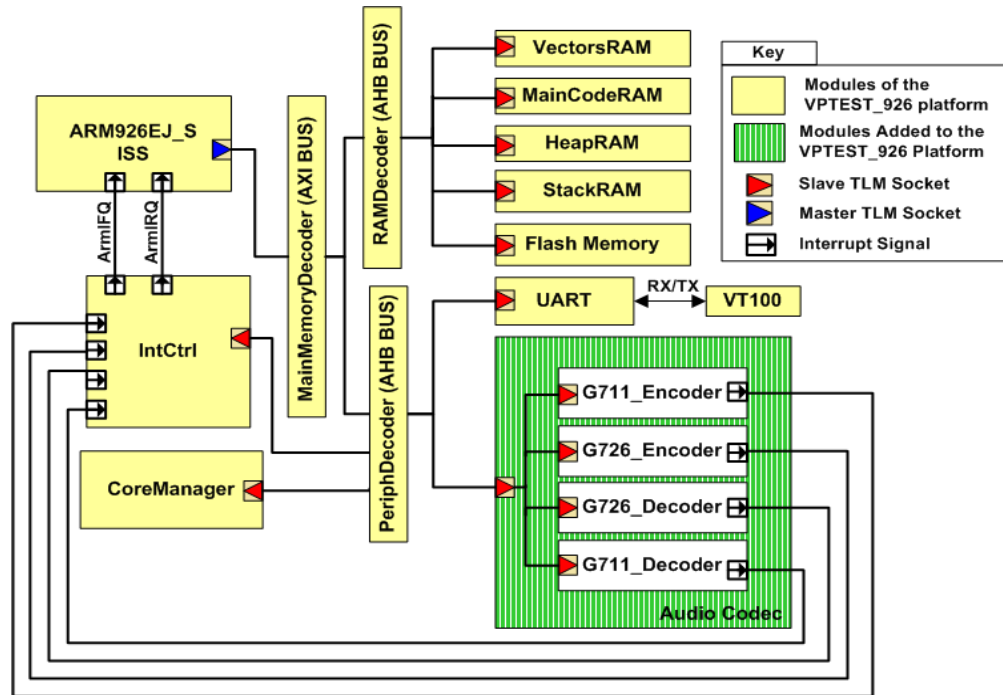 ARM926EJ_S
ISS
ArmIFQ
ArmIRQ
IntCtrl
CoreManager
MainMemoryDecoder (AXI BUS)
RAMDecoder (AHB BUS)
PeriphDecoder (AHB BUS)
VectorsRAM
MainCodeRAM
HeapRAM
StackRAM
Flash Memory
UART
RX/TX
VT100
G711_Encoder
G726_Encoder
G726_Decoder
G711_Decoder
Audio Codec
Key
Modules of the
VPTEST_926 platform
Modules Added to the
VPTEST_926 Platform
Slave TLM Socket
Master TLM Socket
Interrupt Signal